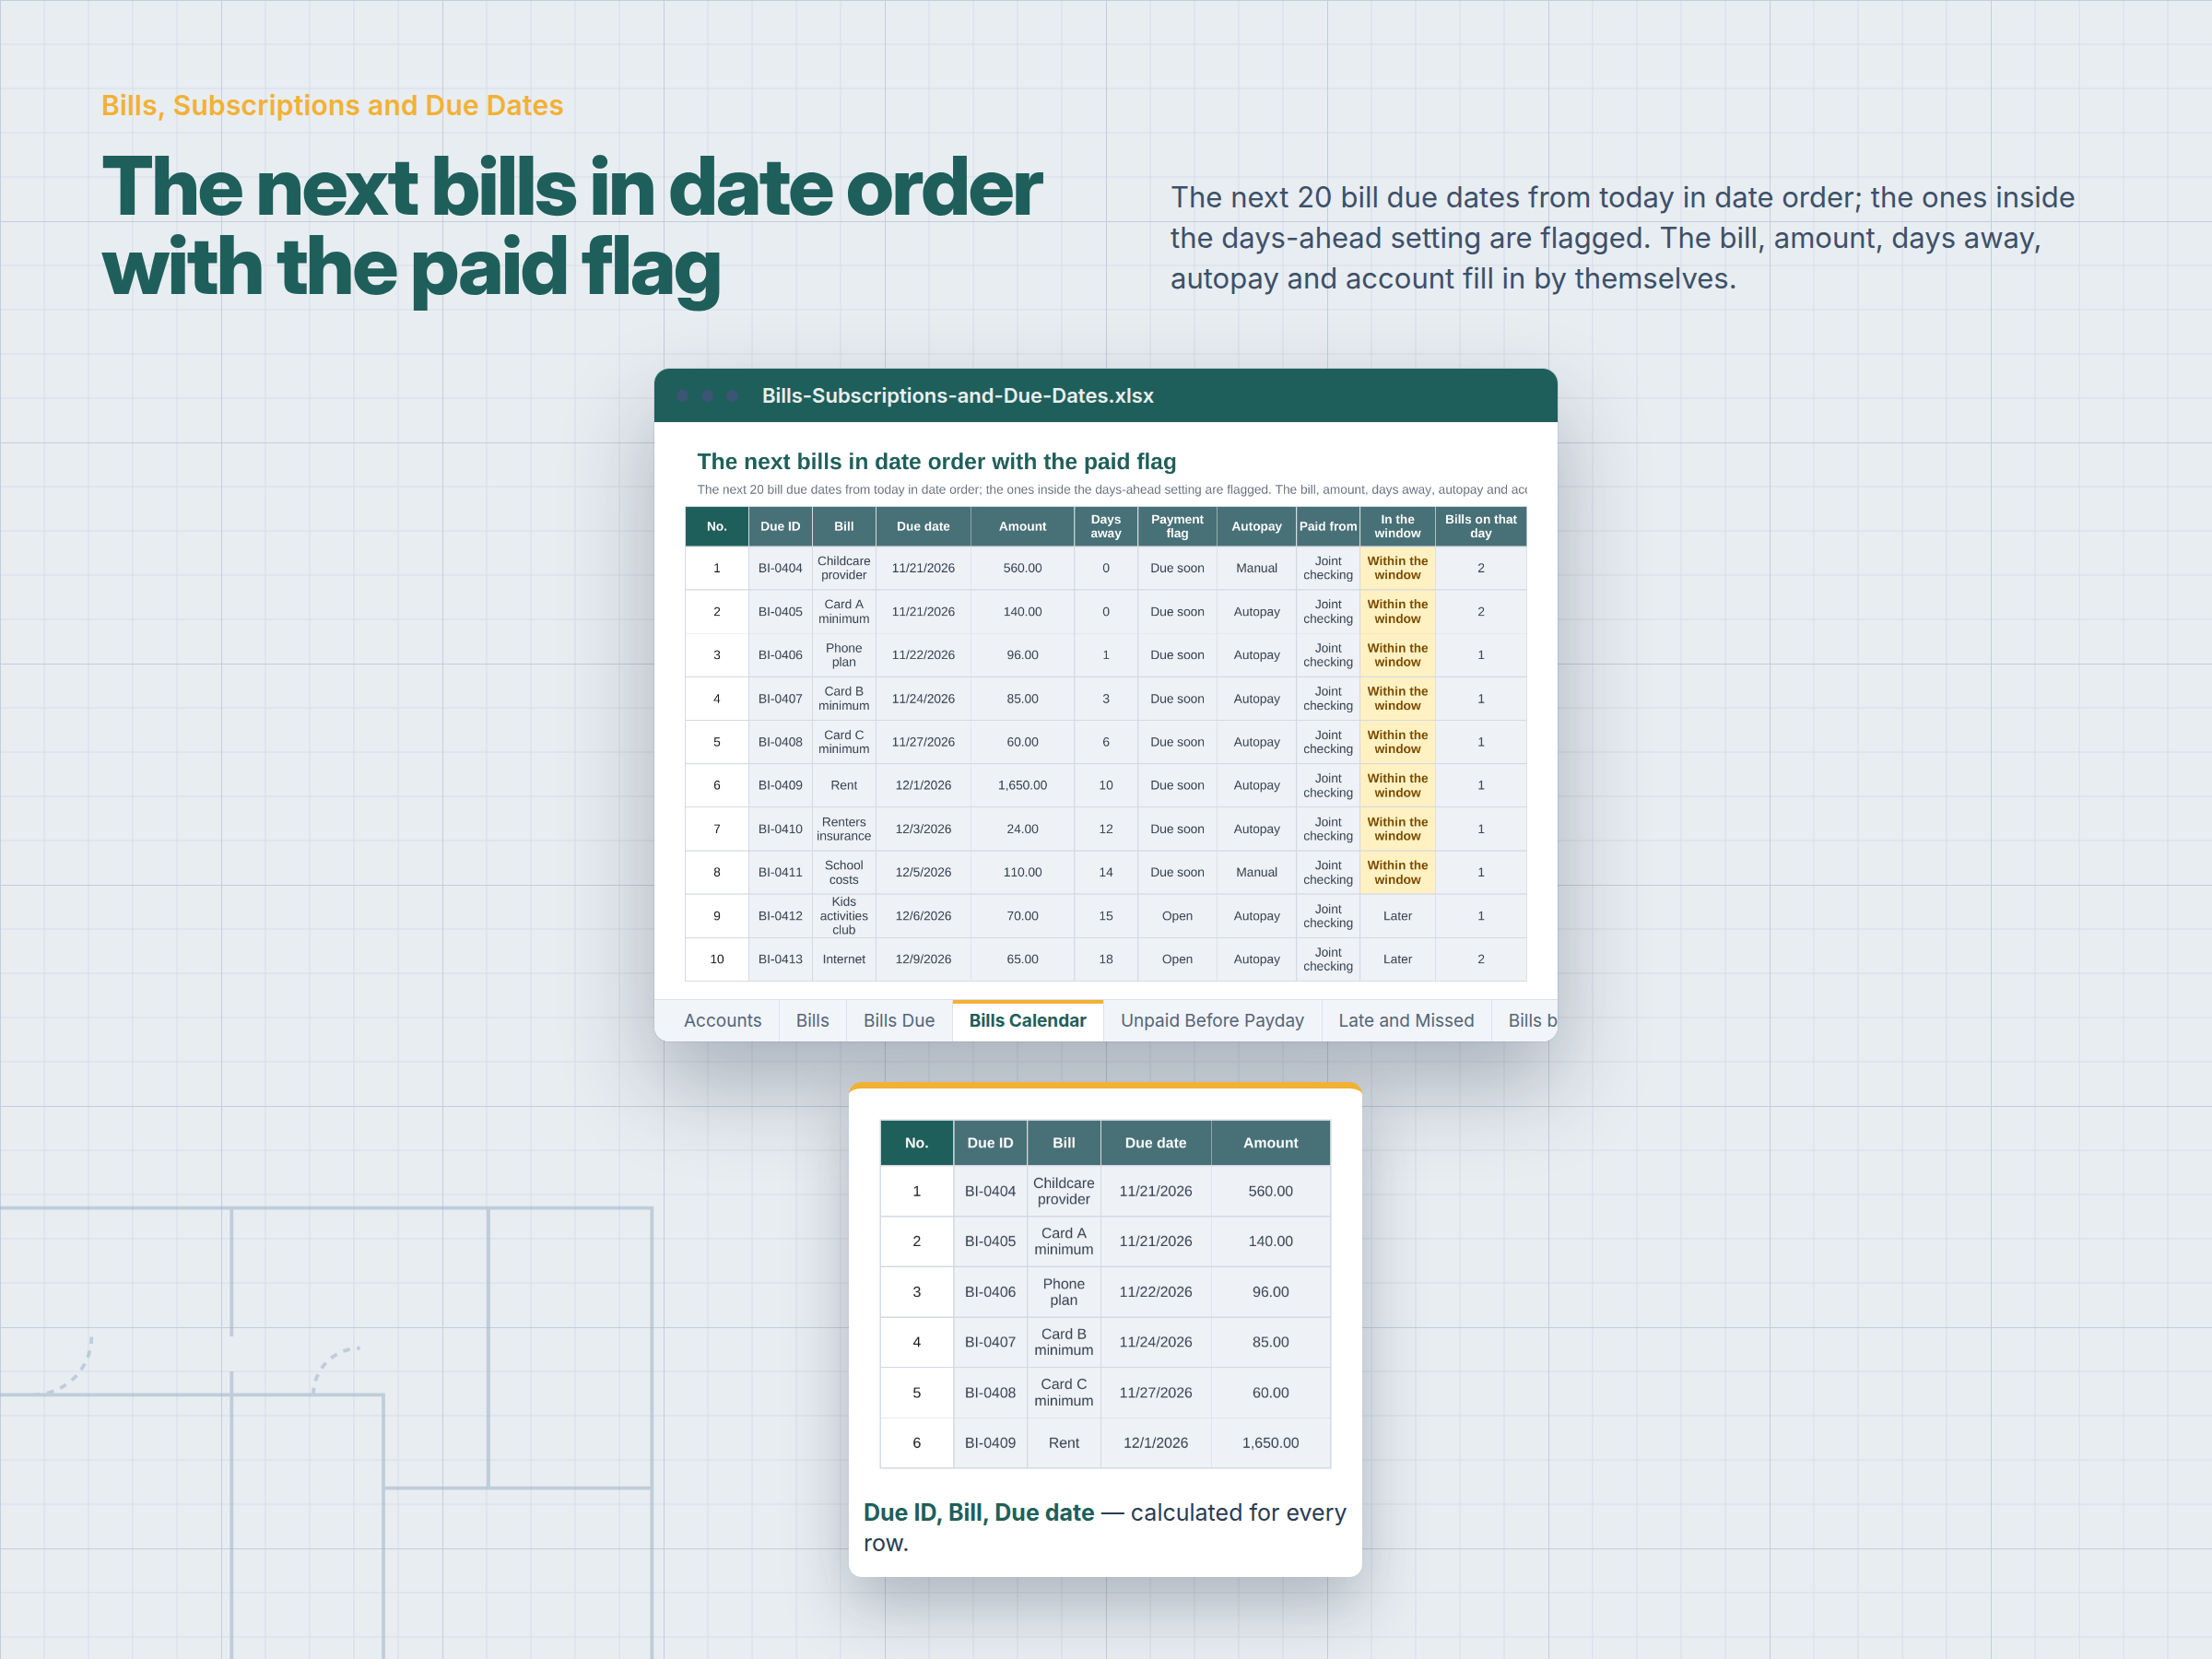 Bills, Subscriptions and Due Dates
The next bills in date order
with the paid flag
The next 20 bill due dates from today in date order; the ones inside
the days-ahead setting are flagged. The bill, amount, days away,
autopay and account fill in by themselves.
Bills-Subscriptions-and-Due-Dates.xlsx
The next bills in date order with the paid flag
The next 20 bill due dates from today in date order; the ones inside the days-ahead setting are flagged. The bill, amount, days away, autopay and
No. Due ID Bill Due date Amount Days away Payment flag Autopay Paid from In the window Bills on that day
1 BI-0404 Childcare provider 11/21/2026 560.00 0 Due soon Manual Joint checking Within the window 2
2 BI-0405 Card A minimum 11/21/2026 140.00 0 Due soon Autopay Joint checking Within the window 2
3 BI-0406 Phone plan 11/22/2026 96.00 1 Due soon Autopay Joint checking Within the window 1
4 BI-0407 Card B minimum 11/24/2026 85.00 3 Due soon Autopay Joint checking Within the window 1
5 BI-0408 Card C minimum 11/27/2026 60.00 6 Due soon Autopay Joint checking Within the window 1
6 BI-0409 Rent 12/1/2026 1,650.00 10 Due soon Autopay Joint checking Within the window 1
7 BI-0410 Renters insurance 12/3/2026 24.00 12 Due soon Autopay Joint checking Within the window 1
8 BI-0411 School costs 12/5/2026 110.00 14 Due soon Manual Joint checking Within the window 1
9 BI-0412 Kids activities club 12/6/2026 70.00 15 Open Autopay Joint checking Later 1
10 BI-0413 Internet 12/9/2026 65.00 18 Open Autopay Joint checking Later 2
Accounts Bills Bills Due Bills Calendar Unpaid Before Payday Late and Missed Bills
No. Due ID Bill Due date Amount
1 BI-0404 Childcare provider 11/21/2026 560.00
2 BI-0405 Card A minimum 11/21/2026 140.00
3 BI-0406 Phone plan 11/22/2026 96.00
4 BI-0407 Card B minimum 11/24/2026 85.00
5 BI-0408 Card C minimum 11/27/2026 60.00
6 BI-0409 Rent 12/1/2026 1,650.00
Due ID, Bill, Due date — calculated for every
row.